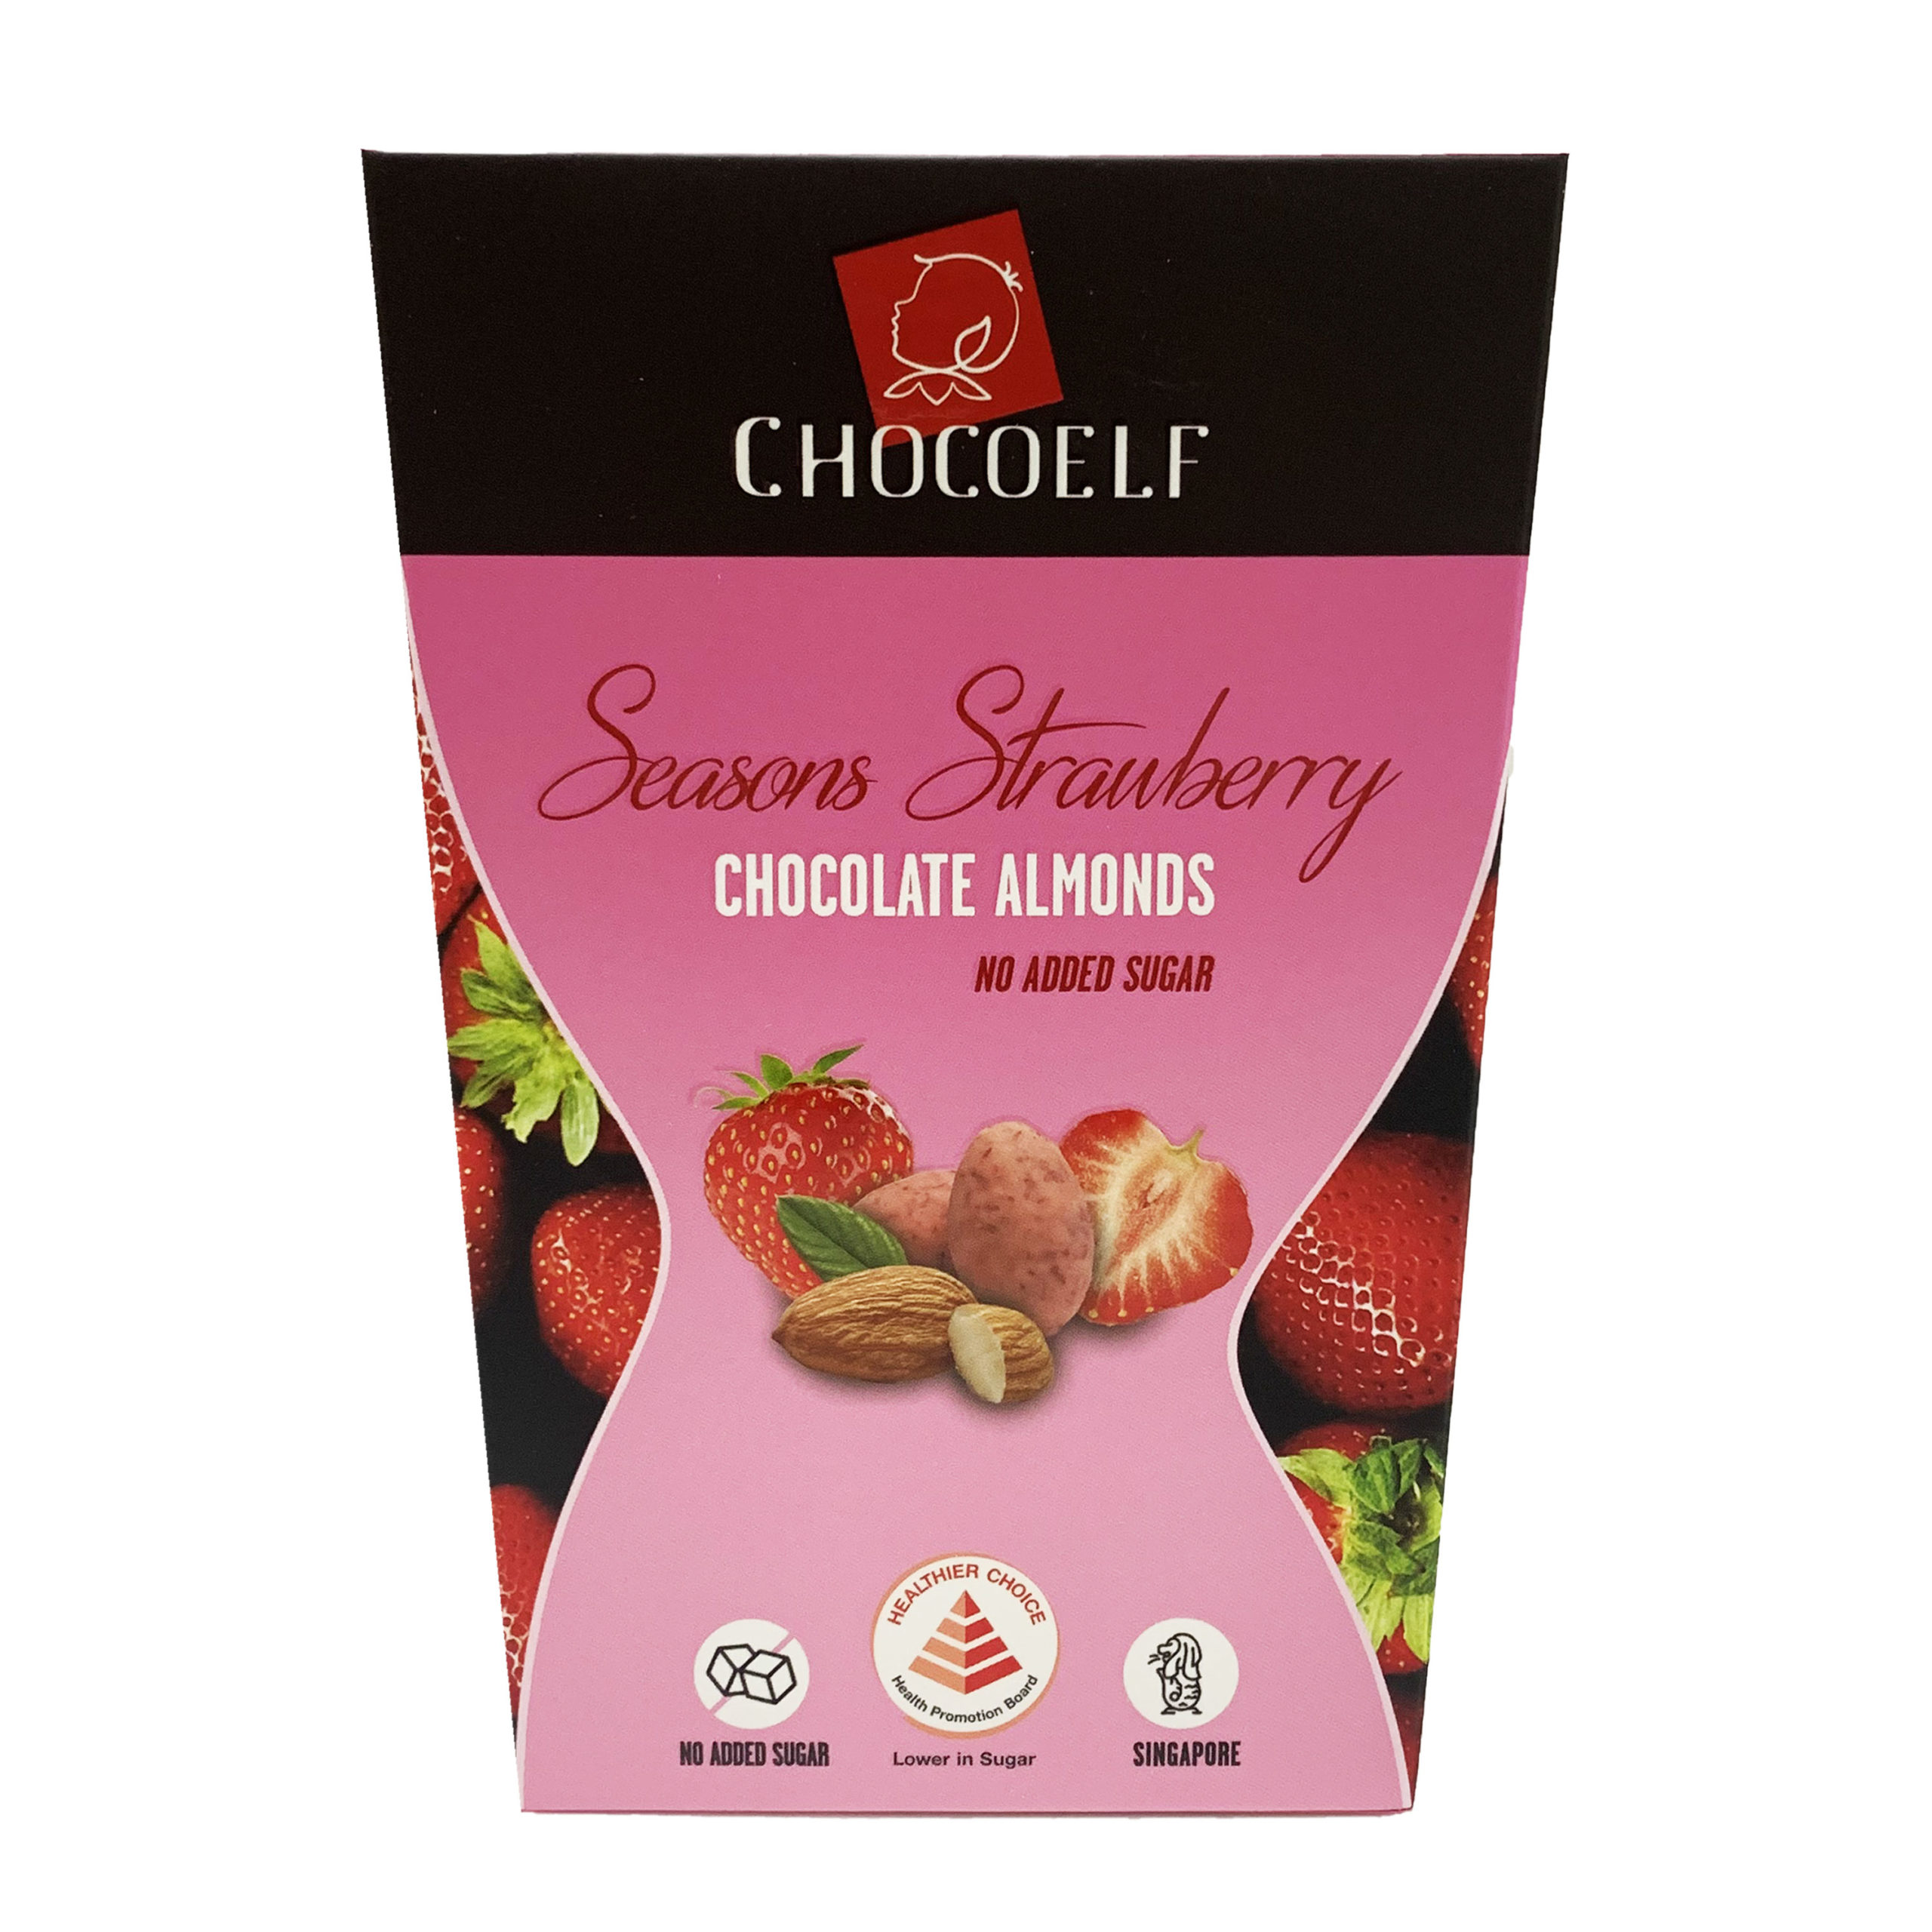 CHOCOELF
Seasons Strawberry
CHOCOLATE ALMONDS
NO ADDED SUGAR
HEALTHIER CHOICE
Health Promotion Board
NO ADDED SUGAR
Lower in Sugar
SINGAPORE